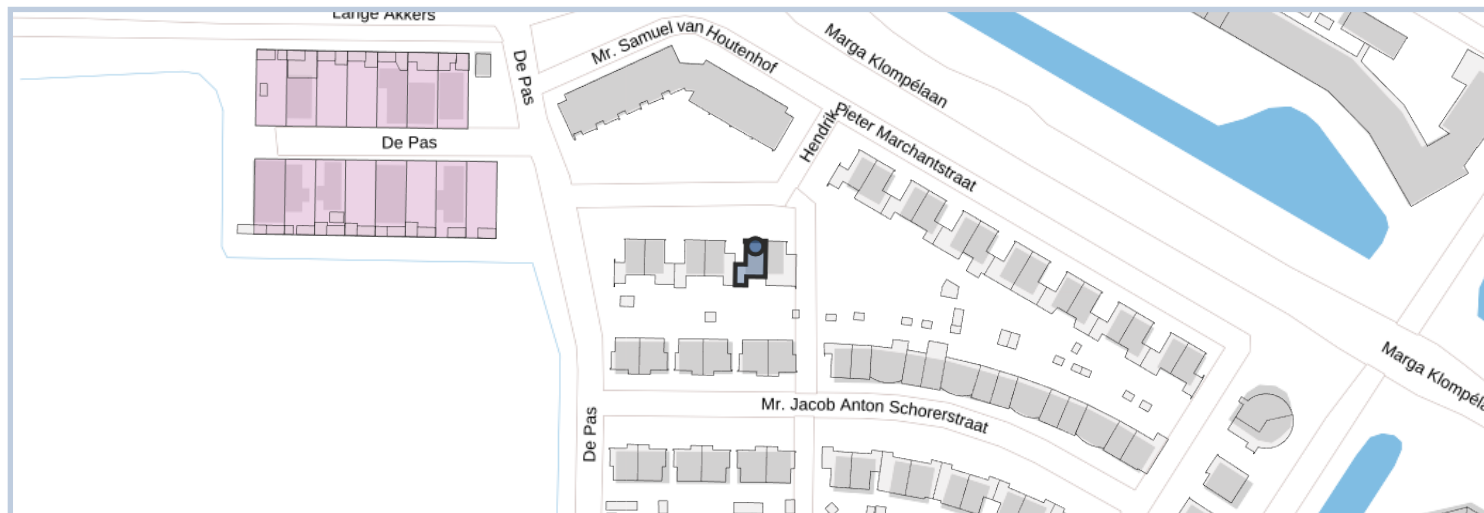 Lange Akkers
De Pas
Mr. Samuel van Houtenhof
Marga Klompélaan
De Pas
Hendrik
Pieter Marchantstraat
Marga Klompéla
Mr. Jacob Anton Schorerstraat
De Pas